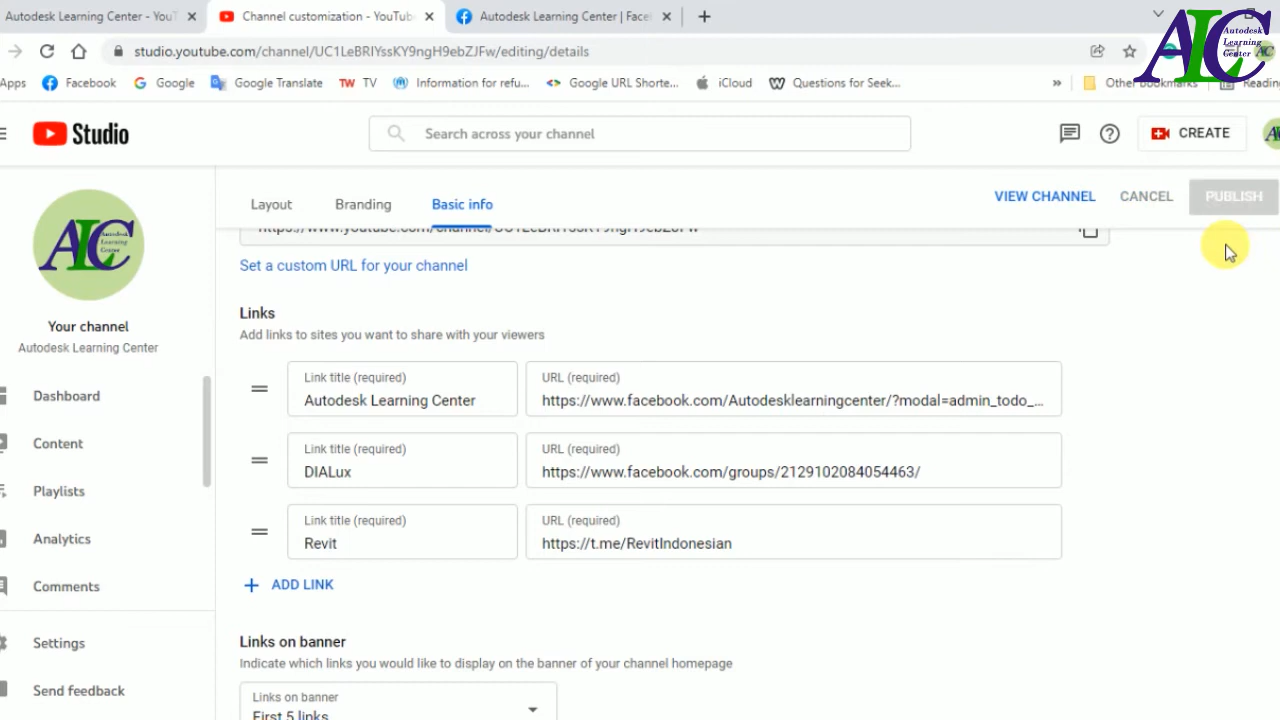 Autodesk Learning Center - YouT
Channel customization - YouTub
Autodesk Learning Center | Face
studio.youtube.com/channel/UC1LeBRIYssKY9ngH9ebZJFw/editing/details
Apps Facebook Google Google Translate TW TV Information for refu... Google URL Shorte... iCloud Questions for Seek... » Other bookmarks Reading
ALC Autodesk Learning Center
Studio
Search across your channel
CREATE
Layout Branding Basic info
VIEW CHANNEL CANCEL PUBLISH
ALC Autodesk Learning Center
Your channel
Autodesk Learning Center
Dashboard
Content
Playlists
Analytics
Comments
Settings
Send feedback
Set a custom URL for your channel
Links
Add links to sites you want to share with your viewers
Link title (required) URL (required)
Autodesk Learning Center https://www.facebook.com/Autodesklearningcenter/?modal=admin_todo_...
Link title (required) URL (required)
DIALux https://www.facebook.com/groups/2129102084054463/
Link title (required) URL (required)
Revit https://t.me/RevitIndonesian
ADD LINK
Links on banner
Indicate which links you would like to display on the banner of your channel homepage
Links on banner
First 5 links